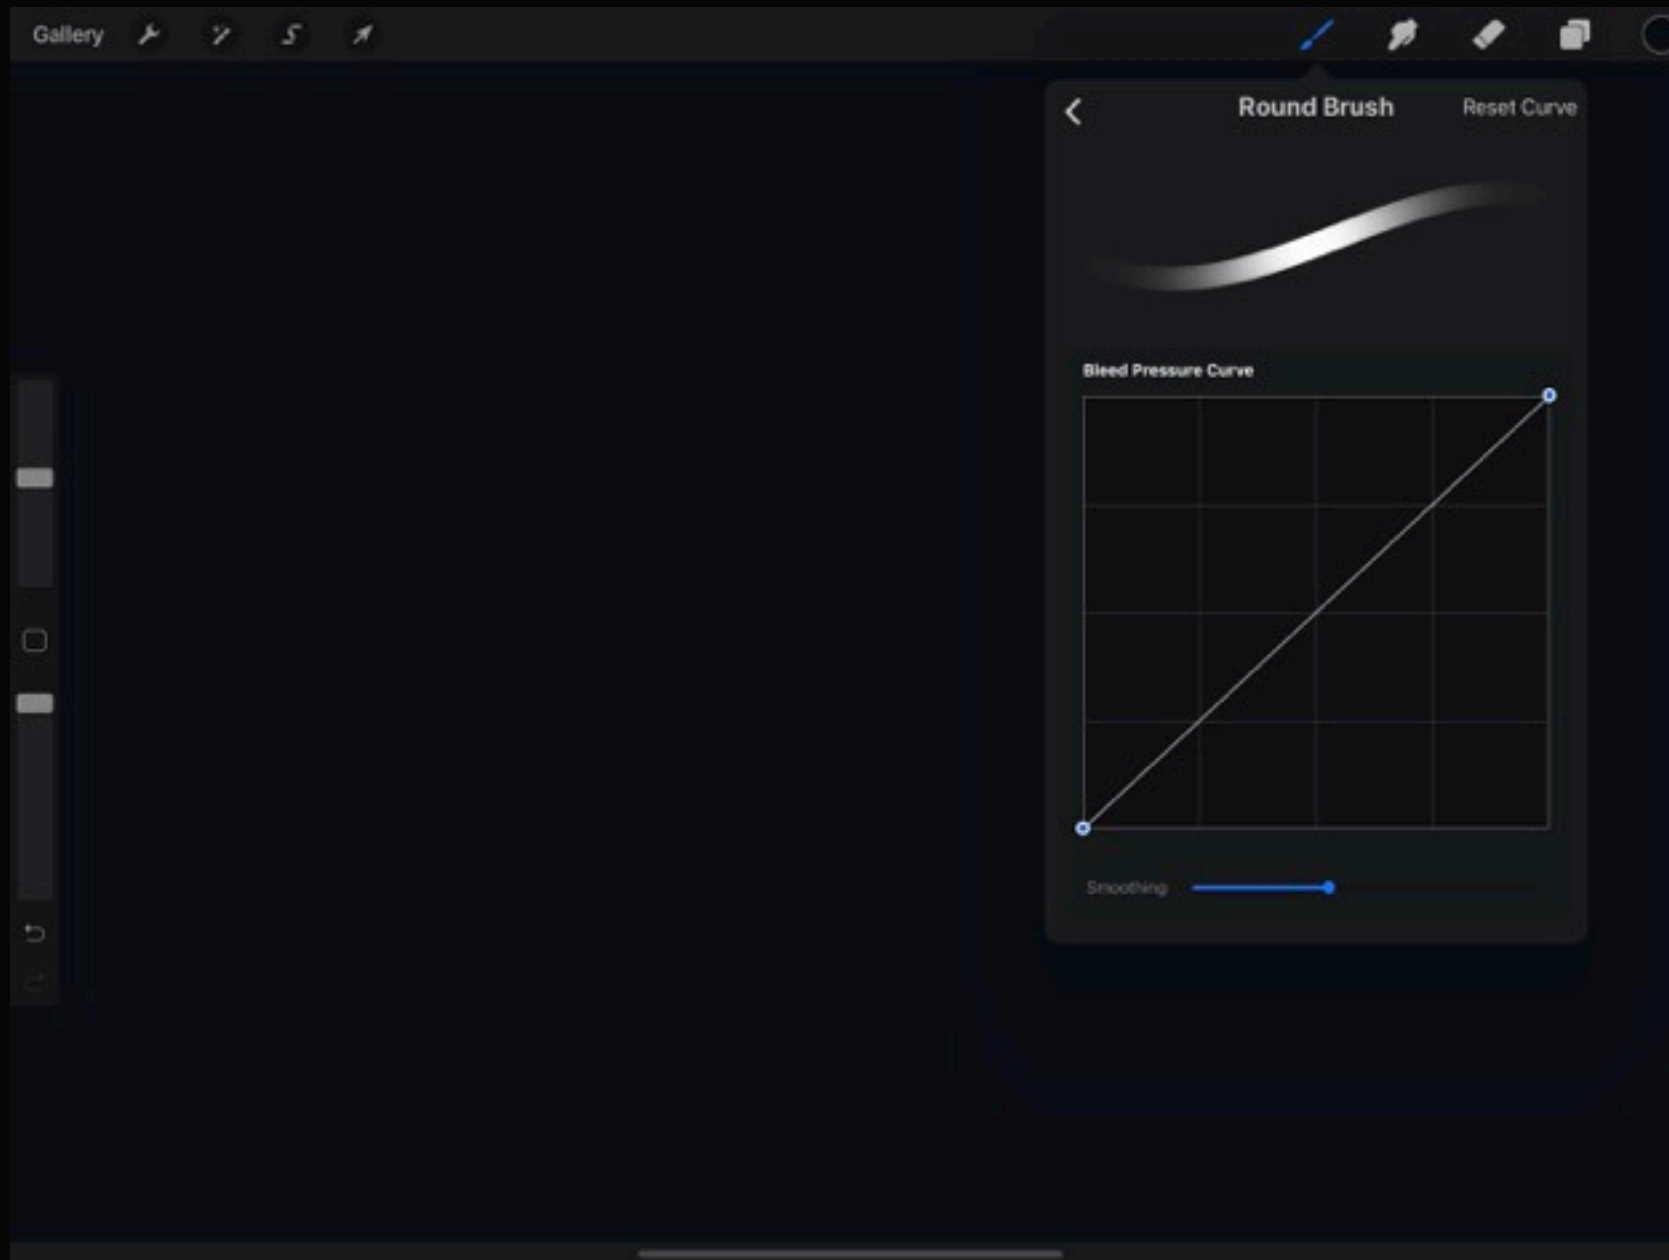 Gallery
Round Brush
Reset Curve
Bleed Pressure Curve
Smoothing